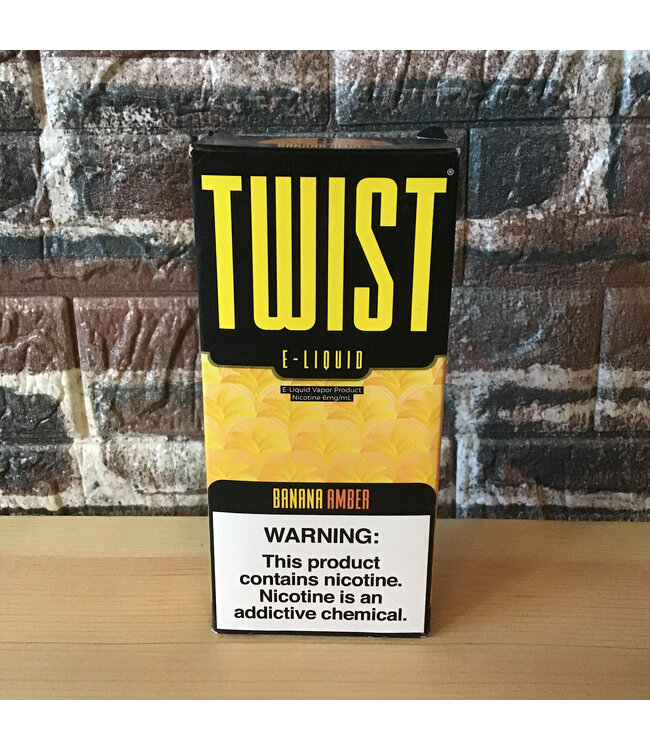 TWIST®
E-LIQUID
E-Liquid Vapor Product
Nicotine 6mg/mL
BANANA AMBER
WARNING:
This product
contains nicotine.
Nicotine is an
addictive chemical.